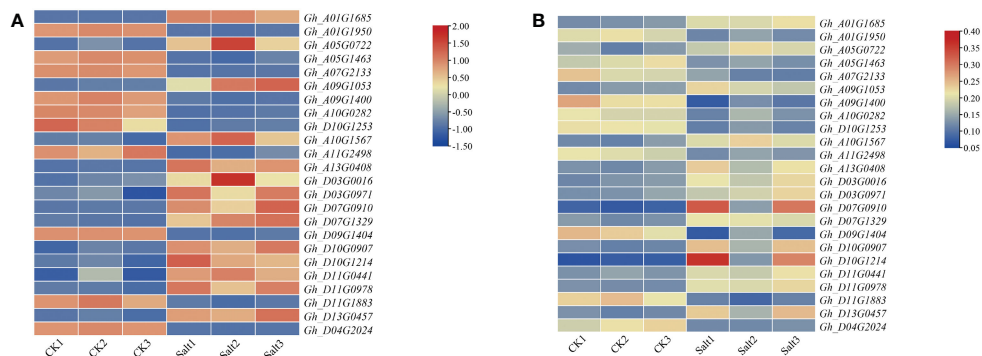 A
Gh_A01G1685
Gh_A01G1950
Gh_A05G0722
Gh_A05G1463
Gh_A07G2133
Gh_A09G1053
Gh_A09G1400
Gh_A10G0282
Gh_D10G1253
Gh_A10G1567
Gh_A11G2498
Gh_A13G0408
Gh_D03G0016
Gh_D03G0971
Gh_D07G0910
Gh_D07G1329
Gh_D09G1404
Gh_D10G0907
Gh_D10G1214
Gh_D11G0441
Gh_D11G0978
Gh_D11G1883
Gh_D13G0457
Gh_D04G2024
CK1 CK2 CK3 Salt1 Salt2 Salt3
2.00
1.50
1.00
0.50
0.00
-0.50
-1.00
-1.50
B
Gh_A01G1685
Gh_A01G1950
Gh_A05G0722
Gh_A05G1463
Gh_A07G2133
Gh_A09G1053
Gh_A09G1400
Gh_A10G0282
Gh_D10G1253
Gh_A10G1567
Gh_A11G2498
Gh_A13G0408
Gh_D03G0016
Gh_D03G0971
Gh_D07G0910
Gh_D07G1329
Gh_D09G1404
Gh_D10G0907
Gh_D10G1214
Gh_D11G0441
Gh_D11G0978
Gh_D11G1883
Gh_D13G0457
Gh_D04G2024
CK1 CK2 CK3 Salt1 Salt2 Salt3
0.40
0.35
0.30
0.25
0.20
0.15
0.10
0.05